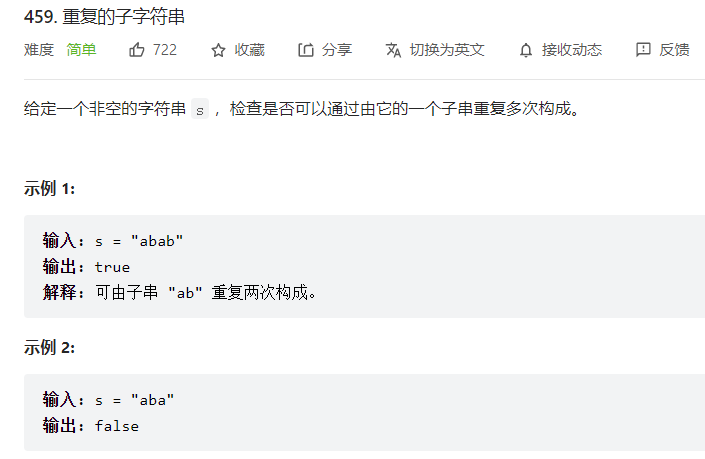 459. 重复的子字符串
难度 简单 722 收藏 分享 切换为英文 接收动态 反馈
给定一个非空的字符串 s ，检查是否可以通过由它的一个子串重复多次构成。
示例 1:
输入: s = "abab"
输出: true
解释: 可由子串 "ab" 重复两次构成。
示例 2:
输入: s = "aba"
输出: false